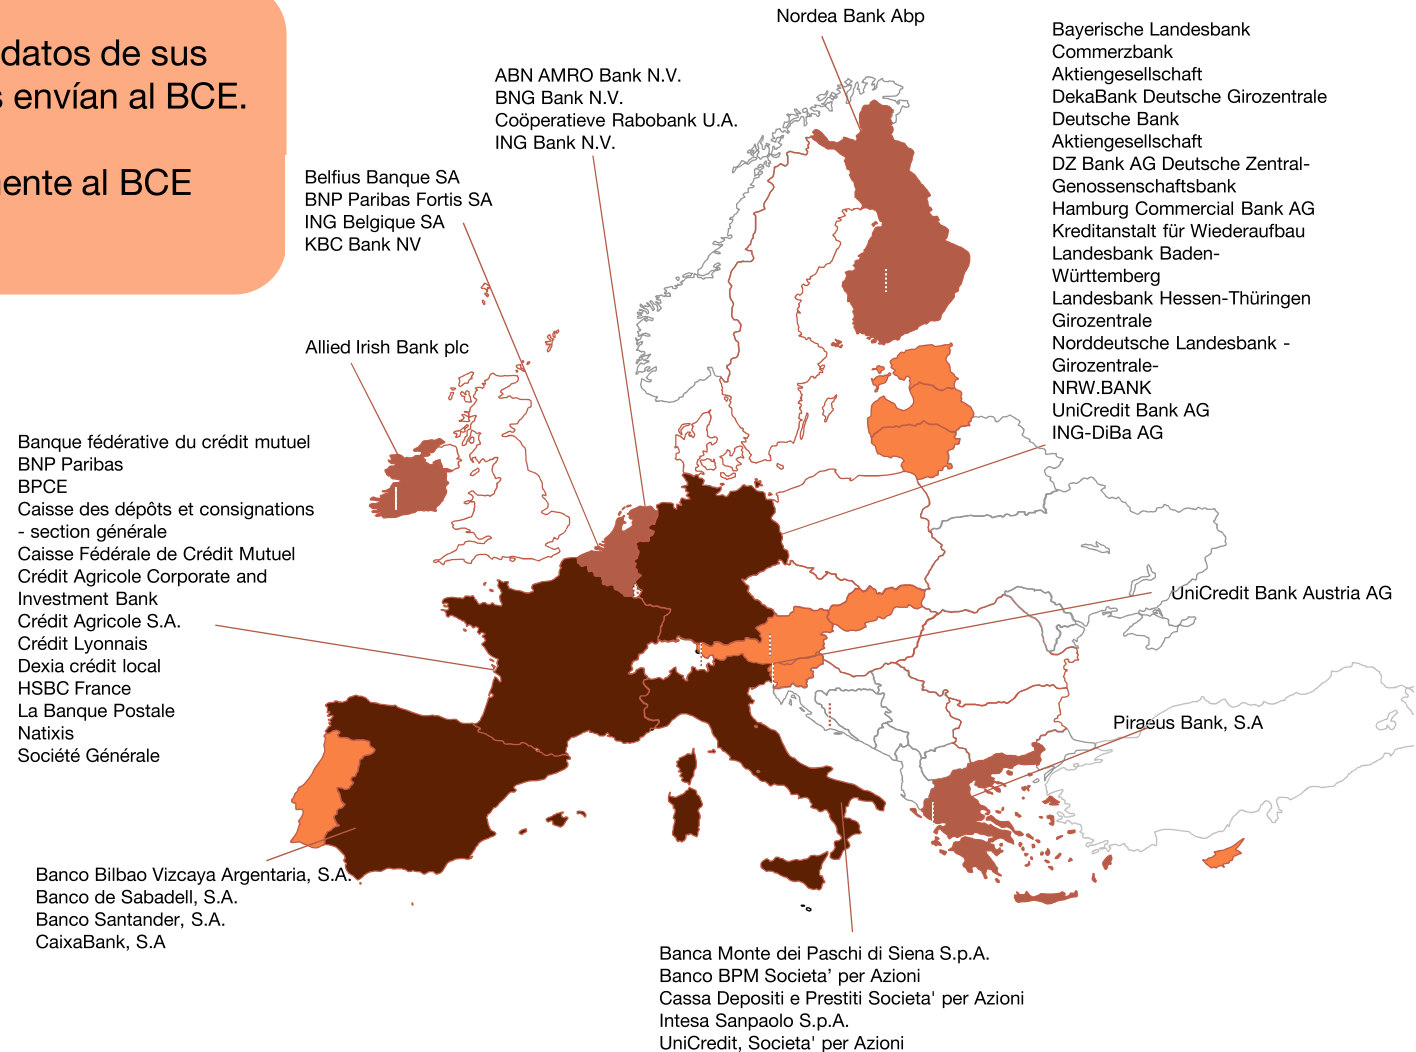 datos de sus
s envían al BCE.
ente al BCE
Nordea Bank Abp
ABN AMRO Bank N.V.
BNG Bank N.V.
Coöperatieve Rabobank U.A.
ING Bank N.V.
Bayerische Landesbank
Commerzbank
Aktiengesellschaft
DekaBank Deutsche Girozentrale
Deutsche Bank
Aktiengesellschaft
DZ Bank AG Deutsche Zentral-
Genossenschaftsbank
Hamburg Commercial Bank AG
Kreditanstalt für Wiederaufbau
Landesbank Baden-
Württemberg
Landesbank Hessen-Thüringen
Girozentrale
Norddeutsche Landesbank -
Girozentrale-
NRW.BANK
UniCredit Bank AG
ING-DiBa AG
Belfius Banque SA
BNP Paribas Fortis SA
ING Belgique SA
KBC Bank NV
Allied Irish Bank plc
Banque fédérative du crédit mutuel
BNP Paribas
BPCE
Caisse des dépôts et consignations
- section générale
Caisse Fédérale de Crédit Mutuel
Crédit Agricole Corporate and
Investment Bank
Crédit Agricole S.A.
Crédit Lyonnais
Dexia crédit local
HSBC France
La Banque Postale
Natixis
Société Générale
UniCredit Bank Austria AG
Piraeus Bank, S.A
Banco Bilbao Vizcaya Argentaria, S.A.
Banco de Sabadell, S.A.
Banco Santander, S.A.
CaixaBank, S.A
Banca Monte dei Paschi di Siena S.p.A.
Banco BPM Societa’ per Azioni
Cassa Depositi e Prestiti Societa' per Azioni
Intesa Sanpaolo S.p.A.
UniCredit, Societa' per Azioni